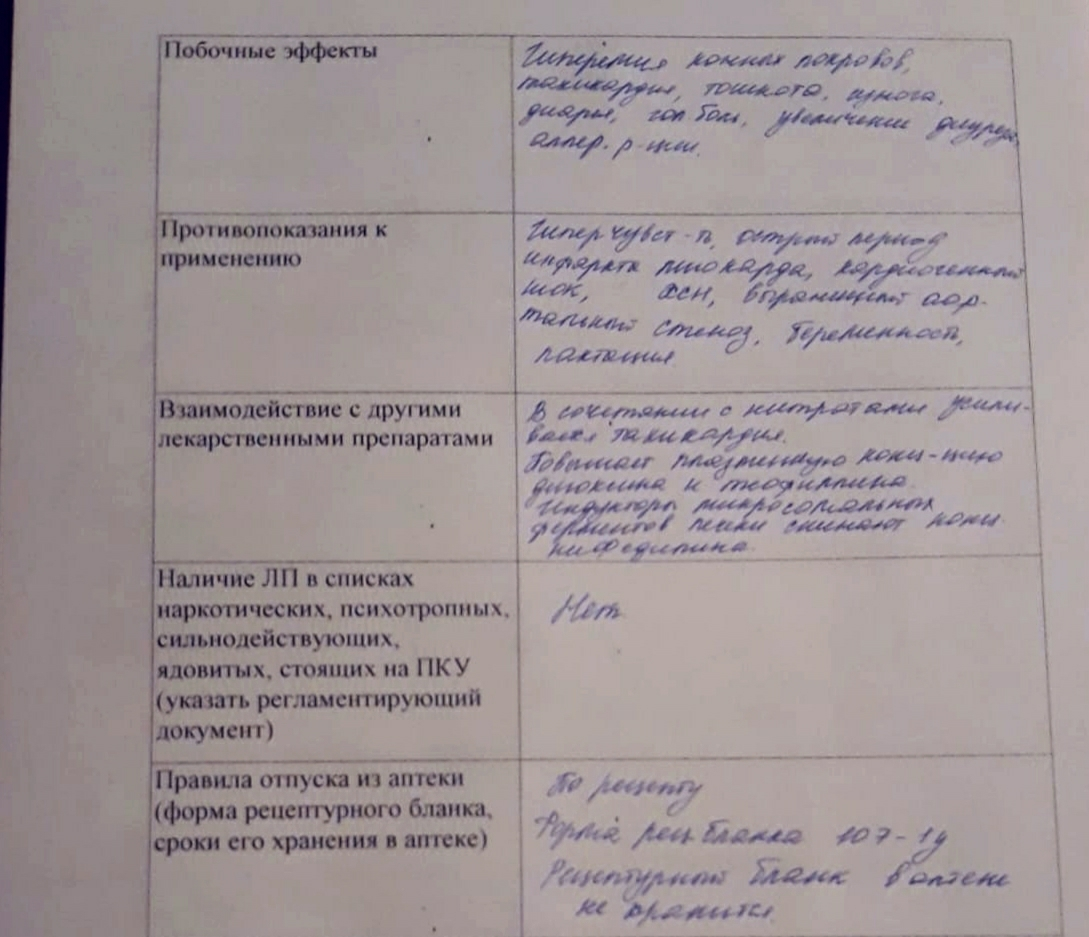 Побочные эффекты
Гиперемия кожных покровов,
тахикардия, тошнота, изжога,
диарея, гол. боль, увеличение диуреза,
аллер. р-ции.
Противопоказания к
применению
Гиперчувст-ть, острый период
инфаркта миокарда, кардиогенный
шок, ХСН, выраженный аор-
тальный стеноз, беременность,
лактация.
Взаимодействие с другими
лекарственными препаратами
В сочетании с нитратами усили-
вается тахикардия.
Повышает плазменную конц-цию
дигоксина и теофиллина.
Индукторы микросомальных
ферментов печени снижают конц.
нифедипина.
Наличие ЛП в списках
наркотических, психотропных,
сильнодействующих,
ядовитых, стоящих на ПКУ
(указать регламентирующий
документ)
Нет
Правила отпуска из аптеки
(форма рецептурного бланка,
сроки его хранения в аптеке)
По рецепту
Форма рец. бланка 107-1у
Рецептурный бланк в аптеке
не хранится.